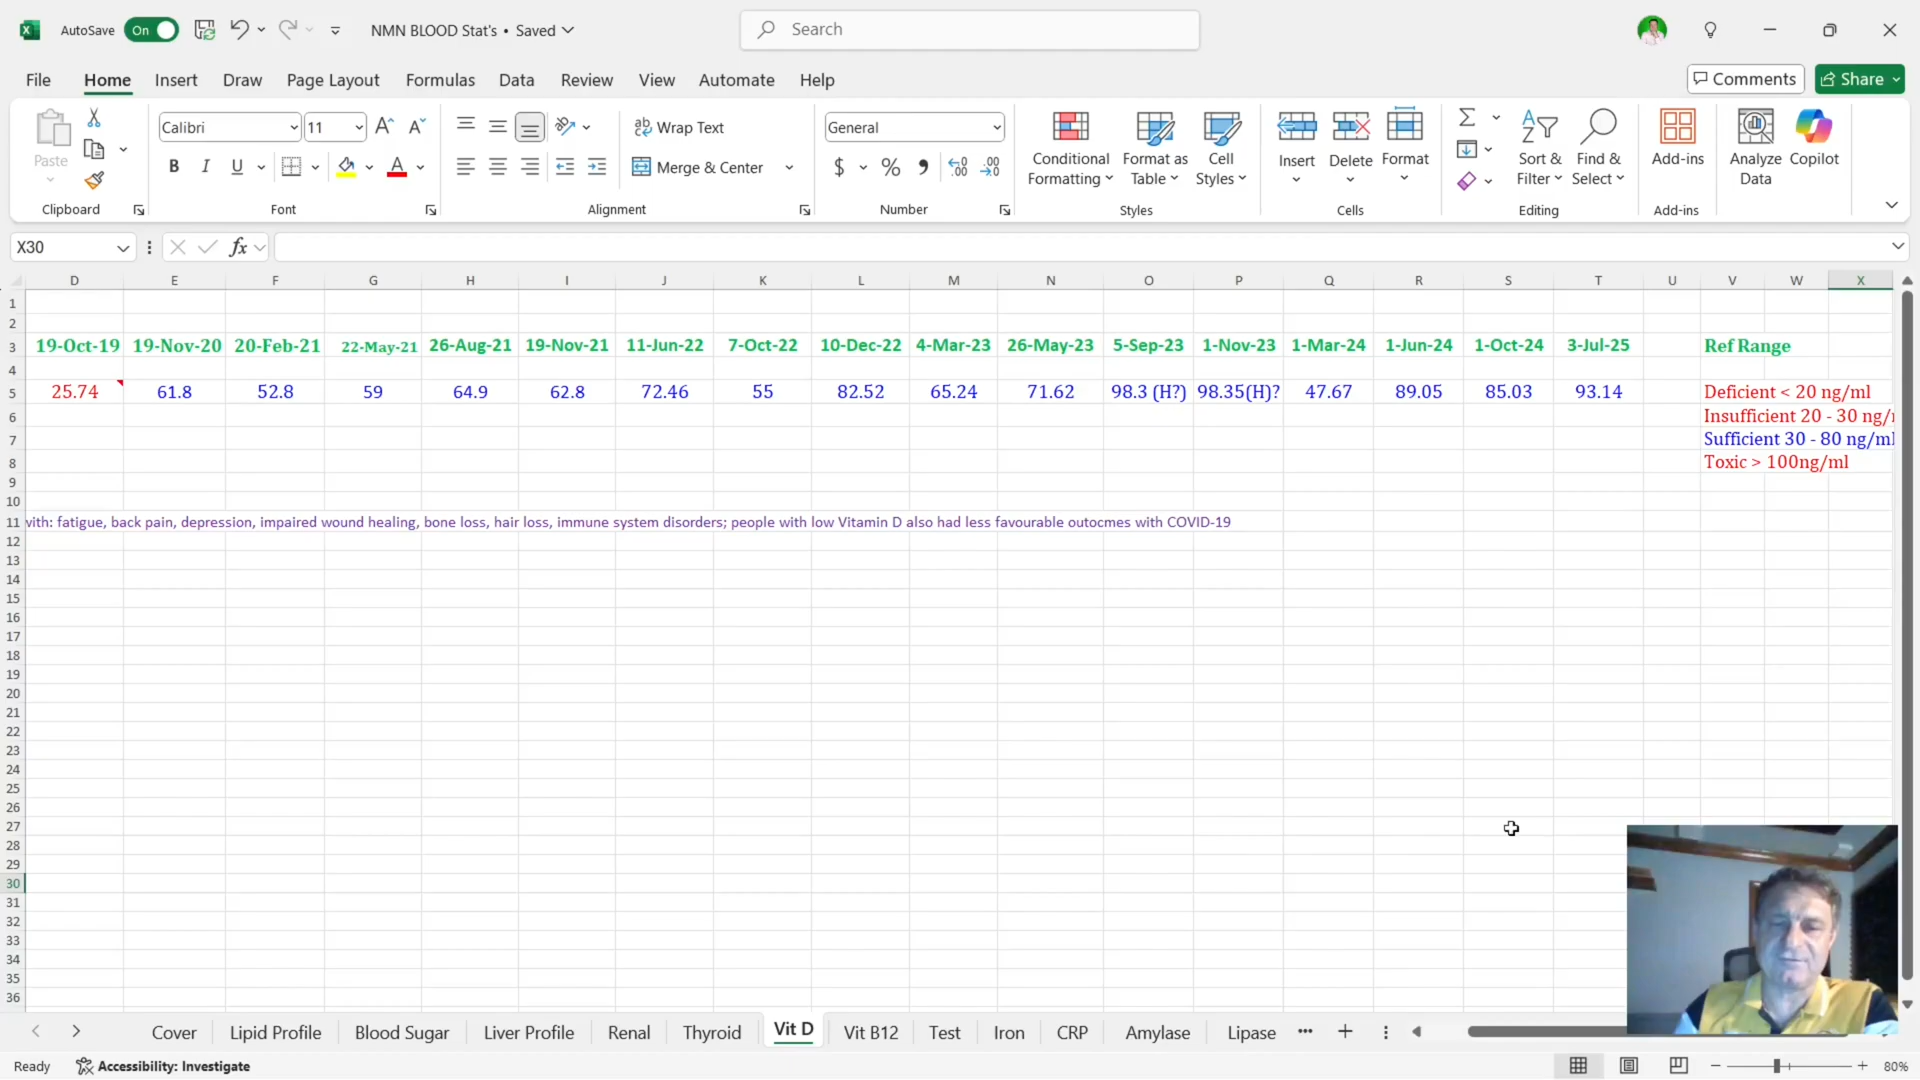 AutoSave On NMN BLOOD Stat's • Saved Search
File Home Insert Draw Page Layout Formulas Data Review View Automate Help Comments Share
Paste Calibri 11 Wrap Text General
B I U Merge & Center $ %
Conditional Formatting Format as Table Cell Styles Insert Delete Format Sort & Filter Find & Select Add-ins Analyze Data Copilot
Clipboard Font Alignment Number Styles Cells Editing Add-ins
X30 fx
D E F G H I J K L M N O P Q R S T U V W X
1
2
3 19-Oct-19 19-Nov-20 20-Feb-21 22-May-21 26-Aug-21 19-Nov-21 11-Jun-22 7-Oct-22 10-Dec-22 4-Mar-23 26-May-23 5-Sep-23 1-Nov-23 1-Mar-24 1-Jun-24 1-Oct-24 3-Jul-25 Ref Range
4
5 25.74 61.8 52.8 59 64.9 62.8 72.46 55 82.52 65.24 71.62 98.3 (H?) 98.35(H)? 47.67 89.05 85.03 93.14 Deficient < 20 ng/ml
6 Insufficient 20 - 30 ng/
7 Sufficient 30 - 80 ng/ml
8 Toxic > 100ng/ml
9
10
11 with: fatigue, back pain, depression, impaired wound healing, bone loss, hair loss, immune system disorders; people with low Vitamin D also had less favourable outocmes with COVID-19
12
13
14
15
16
17
18
19
20
21
22
23
24
25
26
27
28
29
30
31
32
33
34
35
36
Cover Lipid Profile Blood Sugar Liver Profile Renal Thyroid Vit D Vit B12 Test Iron CRP Amylase Lipase
Ready Accessibility: Investigate 80%